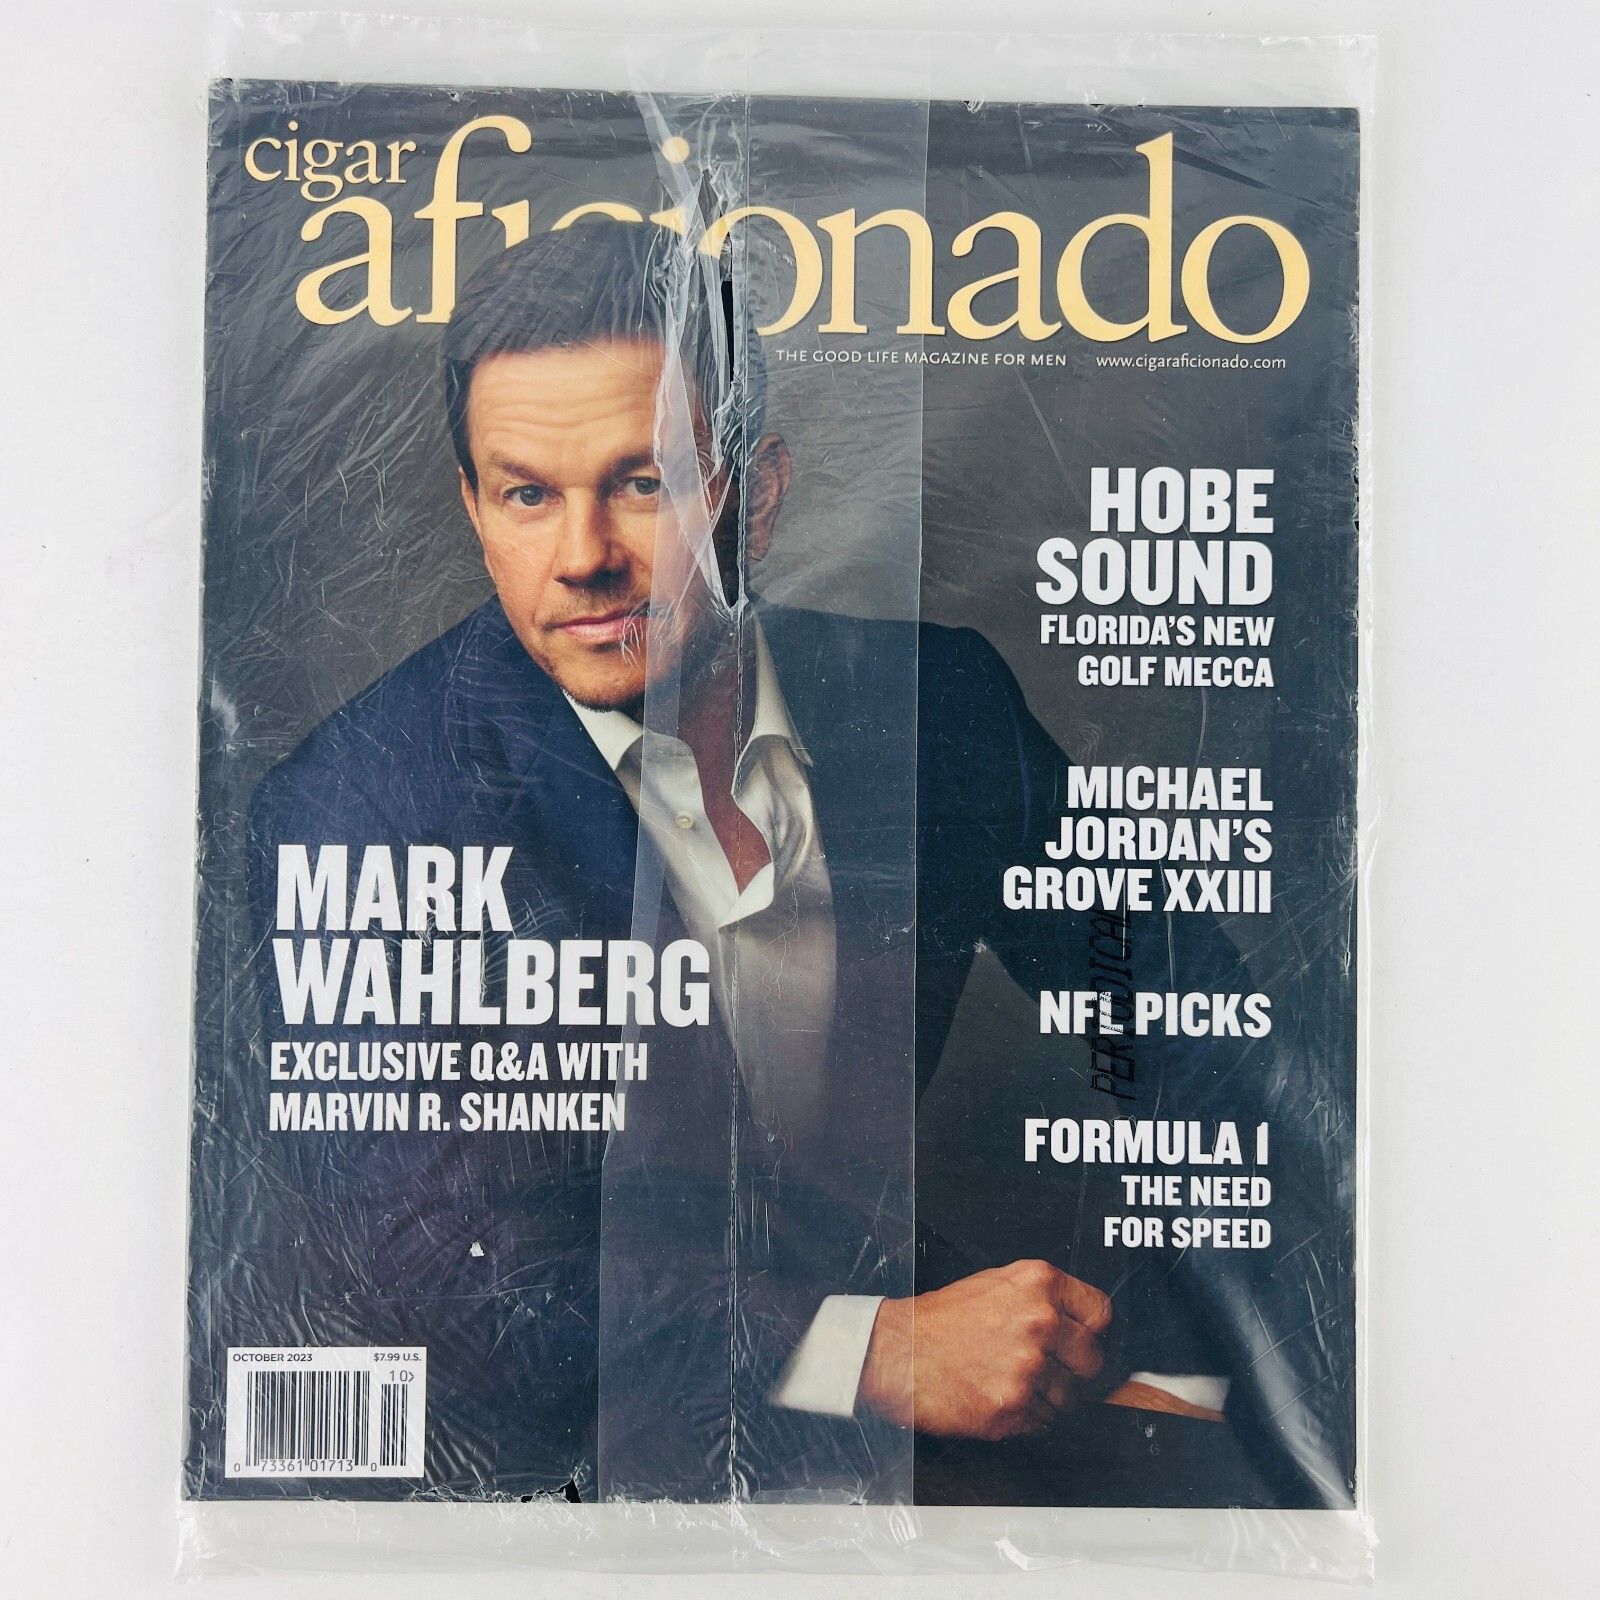 cigar
aficionado
THE GOOD LIFE MAGAZINE FOR MEN www.cigaraficionado.com
HOBE
SOUND
FLORIDA'S NEW
GOLF MECCA
MICHAEL
JORDAN'S
GROVE XXIII
PERIODICAL
NFL PICKS
FORMULA 1
THE NEED
FOR SPEED
MARK
WAHLBERG
EXCLUSIVE Q&A WITH
MARVIN R. SHANKEN
OCTOBER 2023 $7.99 U.S.
10>
0 73361 01713 0